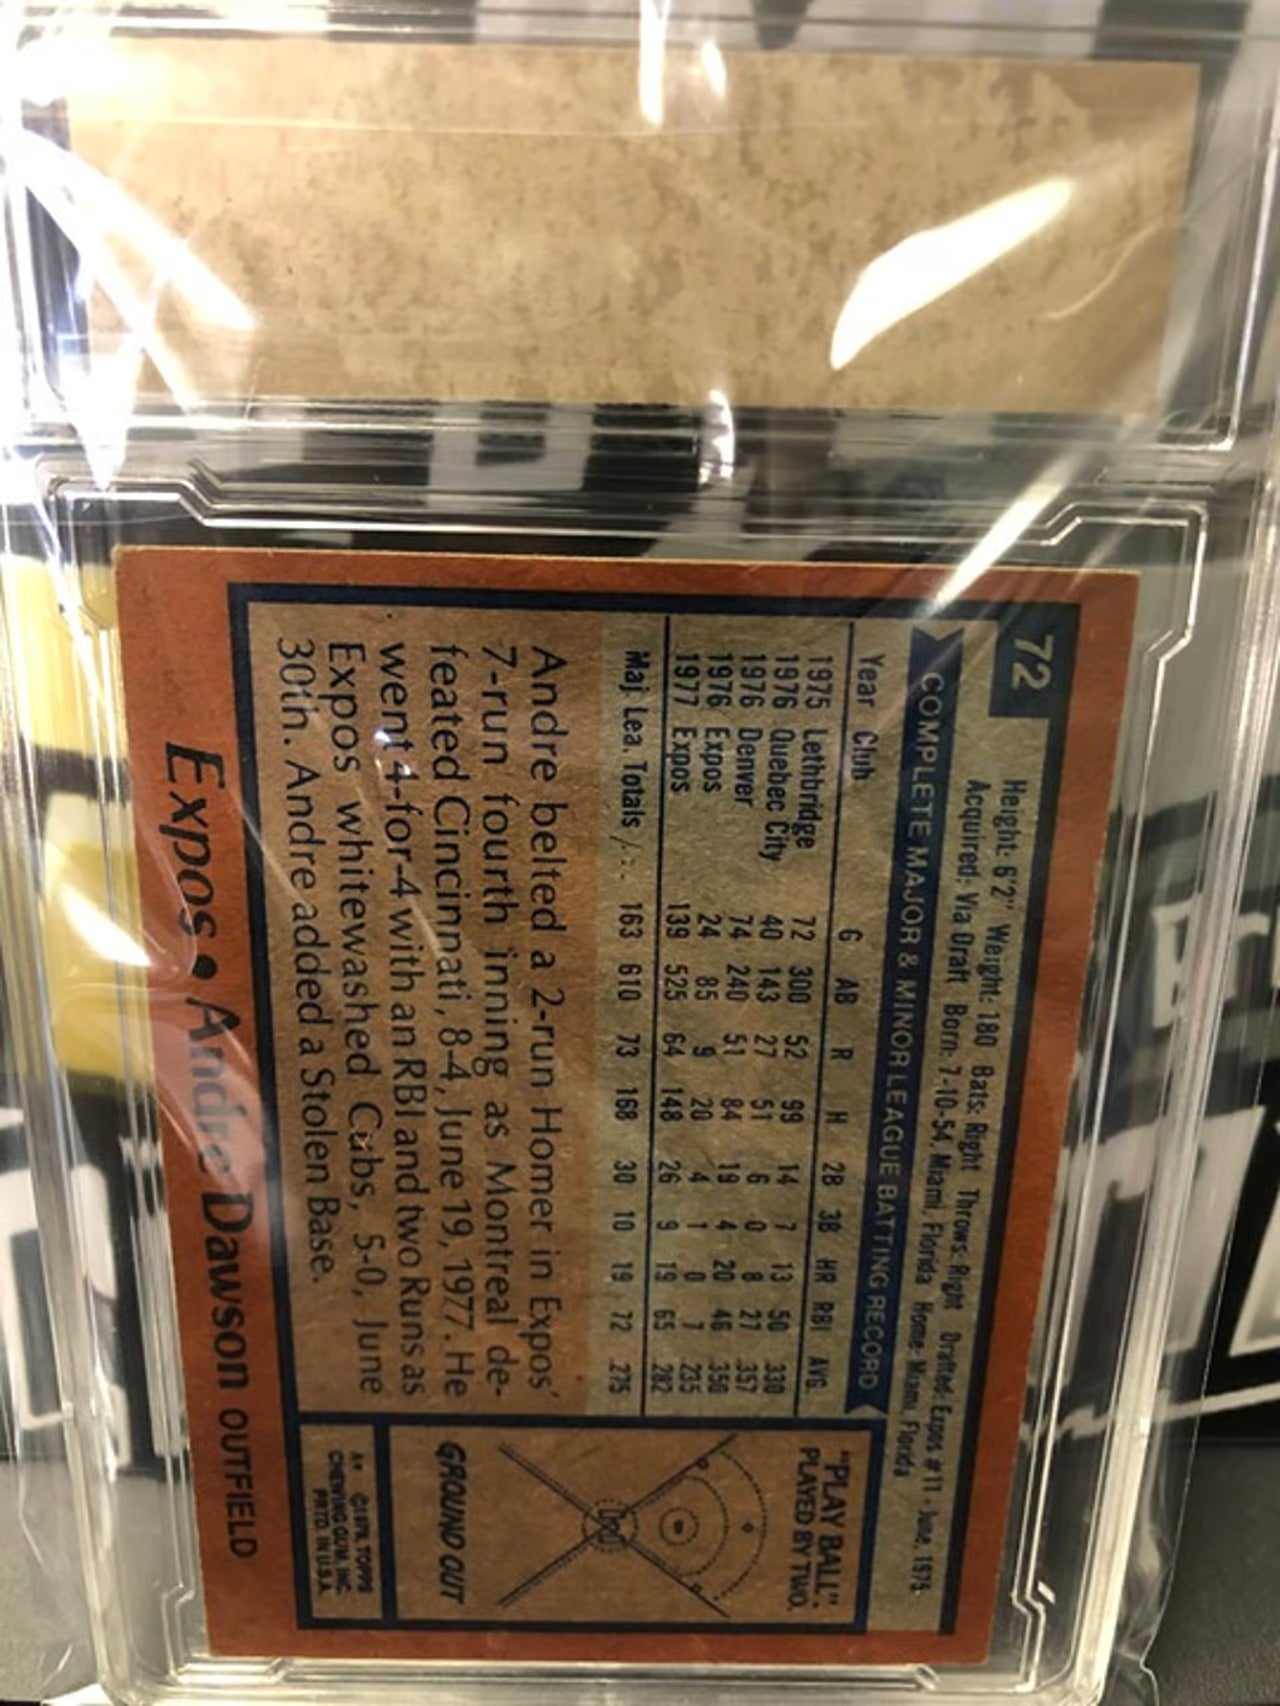 72
Height: 6'2" Weight: 180 Bats: Right Throws: Right Drafted: Expos #11 - June, 1975.
Acquired: Via Draft Born: 7-10-54, Miami, Florida Home: Miami, Florida
COMPLETE MAJOR & MINOR LEAGUE BATTING RECORD
Year Club G AB R H 2B 3B HR RBI AVG.
1975 Lethbridge 72 300 52 99 14 7 13 50 .330
1976 Quebec City 40 143 27 51 6 0 8 27 .357
1976 Denver 74 240 51 84 19 4 20 46 .350
1976 Expos 24 85 9 20 4 1 0 7 .235
1977 Expos 139 525 64 148 26 9 19 65 .282
Maj. Lea. Totals 163 610 73 168 30 10 19 72 .275
Andre belted a 2-run Homer in Expos'
7-run fourth inning as Montreal de-
feated Cincinnati, 8-4, June 19, 1977. He
went 4-for-4 with an RBI and two Runs as
Expos whitewashed Cubs, 5-0, June
30th. Andre added a Stolen Base.
"PLAY BALL"
PLAYED BY TWO.
GROUND OUT
©1978, TOPPS
CHEWING GUM, INC.
PRTD. IN U.S.A.
Expos • Andre Dawson OUTFIELD